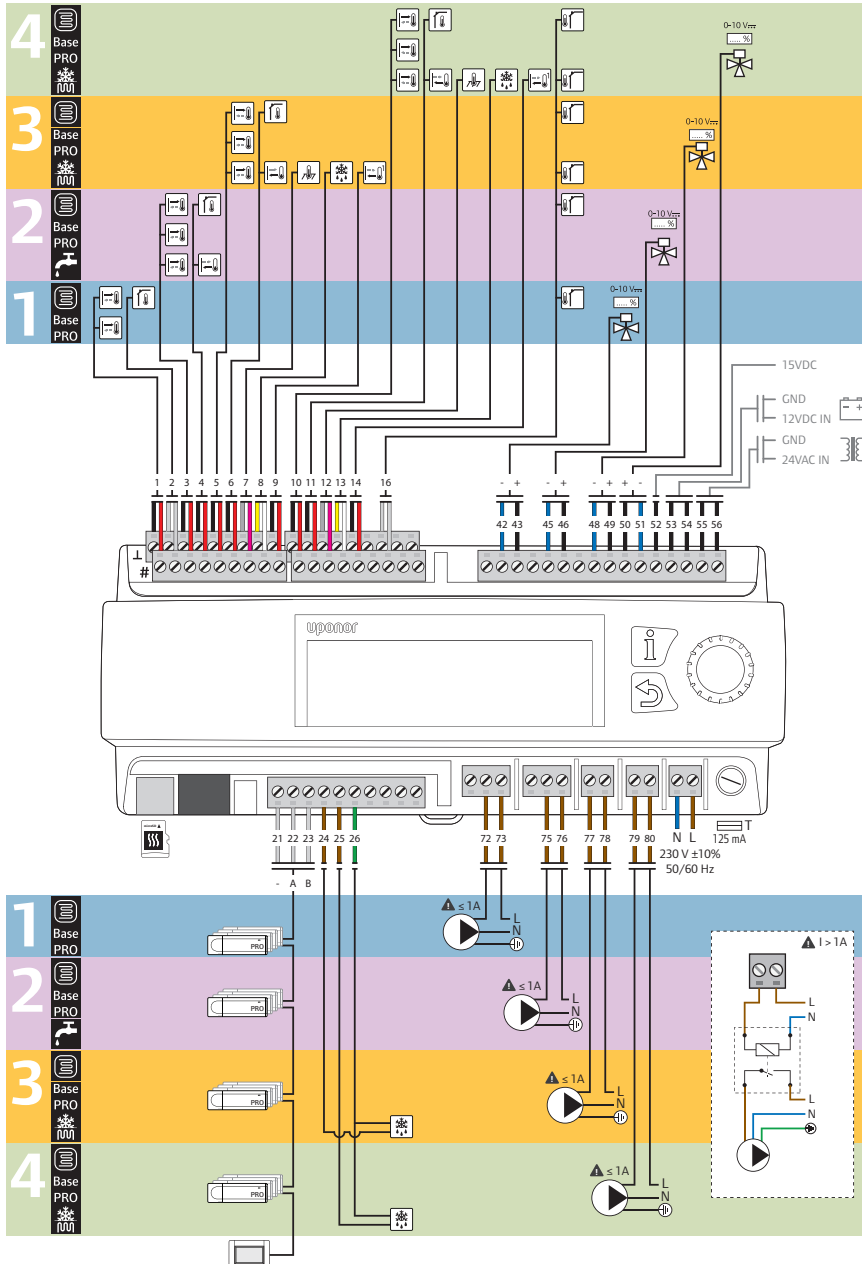 4
Base
PRO
0-10 V
..... %
3
Base
PRO
0-10 V
..... %
2
Base
PRO
0-10 V
..... %
1
Base
PRO
0-10 V
..... %
15VDC
GND
12VDC IN
- +
GND
24VAC IN
1 2 3 4 5 6 7 8 9 10 11 12 13 14 16
- + - + - + + -
42 43 45 46 48 49 50 51 52 53 54 55 56
⊥
#
uponor
i
21 22 23 24 25 26 72 73 75 76 77 78 79 80 N L T
125 mA
230 V ±10%
50/60 Hz
- A B
1
Base
PRO
PRO
≤ 1A
L
N
I > 1A
2
Base
PRO
PRO
≤ 1A
L
N
L
N
3
Base
PRO
PRO
≤ 1A
L
N
L
N
4
Base
PRO
PRO
≤ 1A
L
N